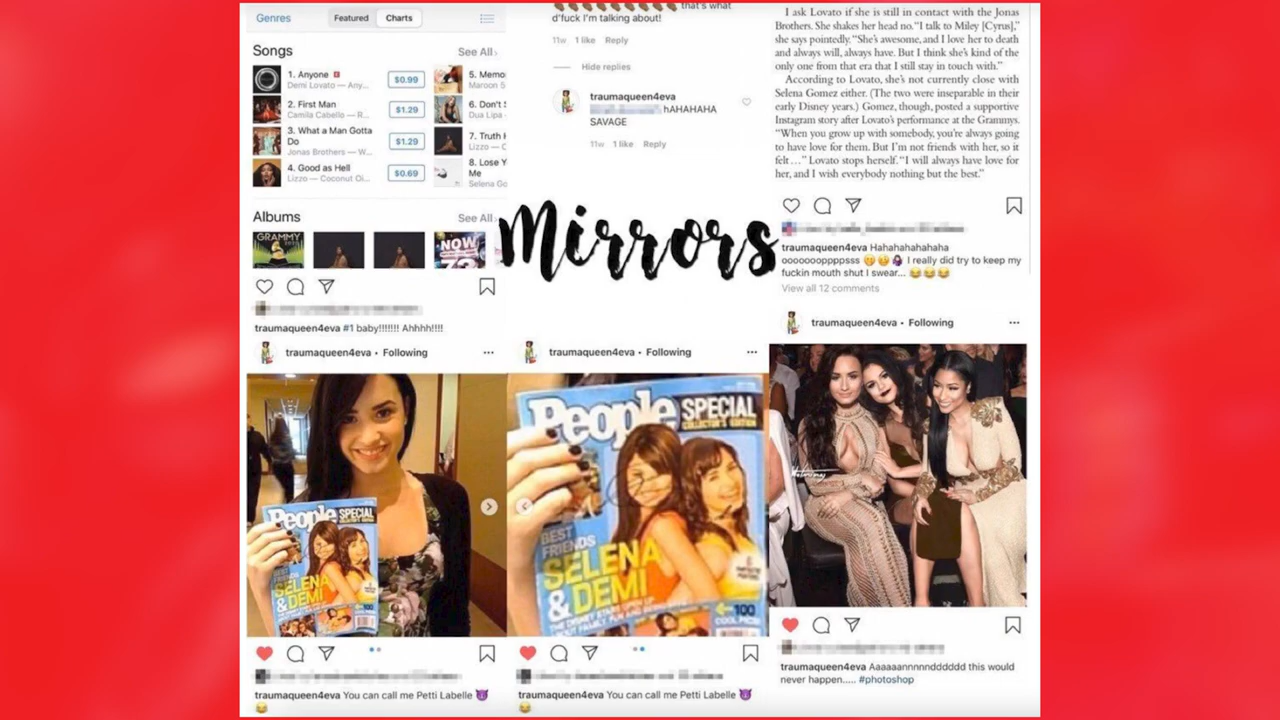 Genres
Featured
Charts
Songs
See All
1. Anyone
Demi Lovato — Any...
$0.99
2. First Man
Camila Cabello — R...
$1.29
3. What a Man Gotta
Do
Jonas Brothers — W...
$1.29
4. Good as Hell
Lizzo — Coconut Oi...
$0.69
5. Memo
Maroon 5
6. Don't S
Dua Lipa
7. Truth H
Lizzo — C
8. Lose Y
Me
Selena Go
Albums
See All
GRAMMY
NOW
traumaqueen4eva #1 baby!!!!!!! Ahhhh!!!!
that's what
d'fuck I'm talking about!
11w 1 like Reply
Hide replies
traumaqueen4eva
hAHAHAHA
SAVAGE
11w 1 like Reply
Mirrors
I ask Lovato if she is still in contact with the Jonas
Brothers. She shakes her head no. “I talk to Miley [Cyrus],”
she says pointedly. “She's awesome, and I love her to death
and always will, always have. But I think she's kind of the
only one from that era that I still stay in touch with.”
According to Lovato, she's not currently close with
Selena Gomez either. (The two were inseparable in their
early Disney years.) Gomez, though, posted a supportive
Instagram story after Lovato's performance at the Grammys.
“When you grow up with somebody, you're always going
to have love for them. But I'm not friends with her, so it
felt ...” Lovato stops herself. “I will always have love for
her, and I wish everybody nothing but the best.”
traumaqueen4eva Hahahahahahaha
oooooooppppsss 🤭🤭🤷🏻‍♀️ I really did try to keep my
fuckin mouth shut I swear... 😂😂😂
View all 12 comments
traumaqueen4eva • Following
People
SPECIAL
COLLECTOR'S EDITION
BEST
FRIENDS
SELENA
& DEMI
100
traumaqueen4eva You can call me Petti Labelle 😈
😂
traumaqueen4eva • Following
People
SPECIAL
COLLECTOR'S EDITION
BEST
FRIENDS
SELENA
& DEMI
THE DISNEY STARS OPEN UP
100
COOL PICS!
traumaqueen4eva You can call me Petti Labelle 😈
😂
traumaqueen4eva • Following
traumaqueen4eva Aaaaaannnnndddddd this would
never happen..... #photoshop